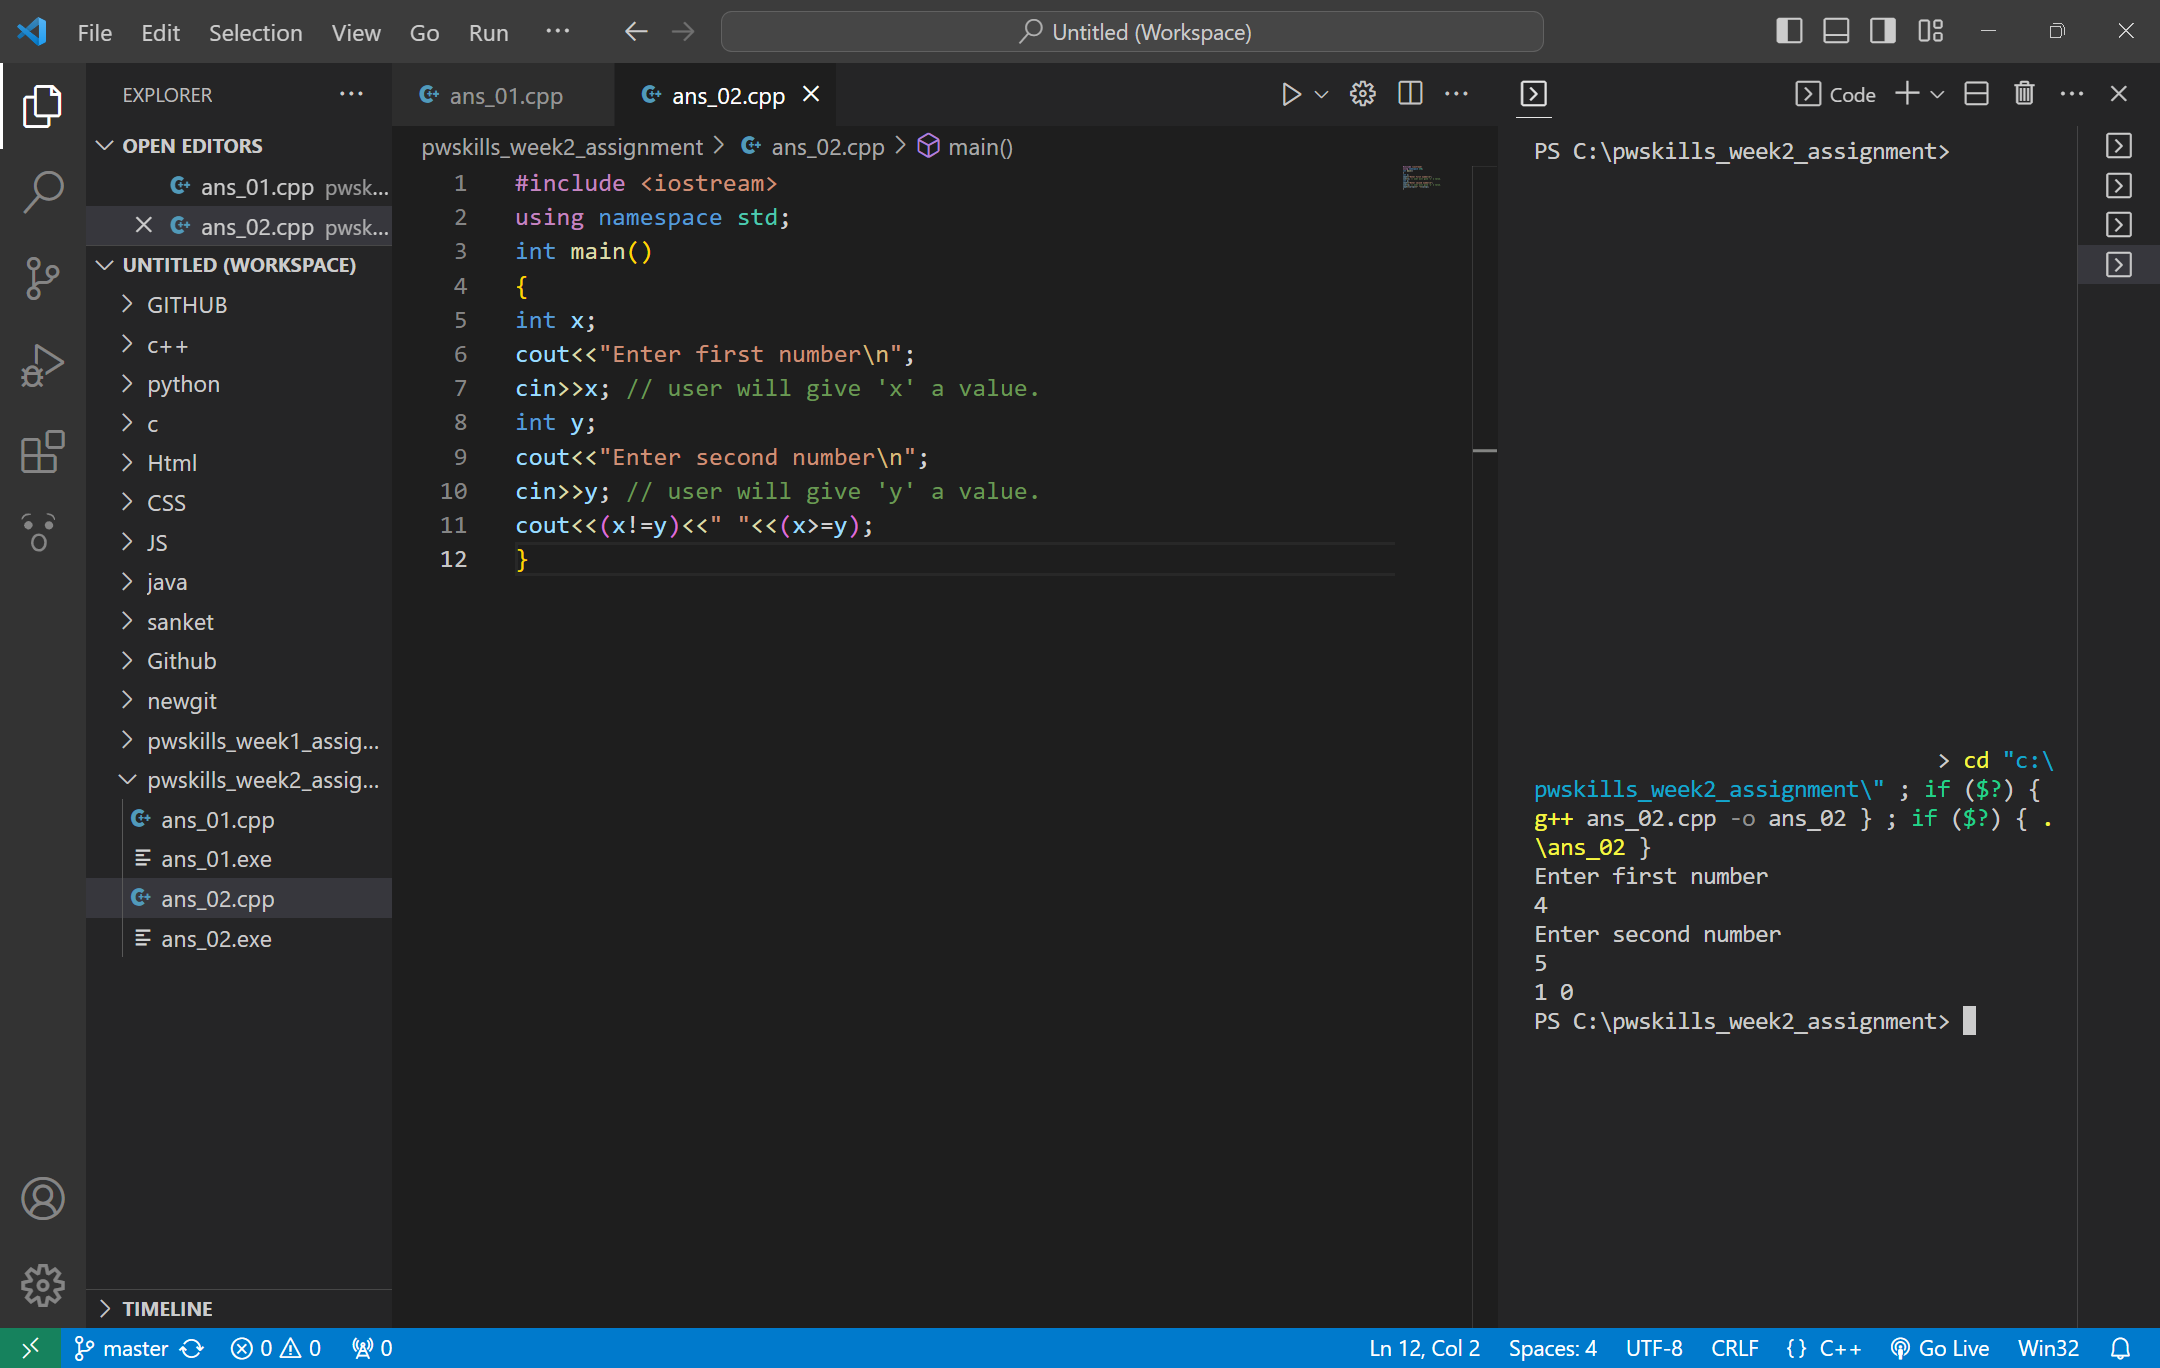 File Edit Selection View Go Run ··· Untitled (Workspace)
EXPLORER ···
OPEN EDITORS
ans_01.cpp pwsk...
ans_02.cpp pwsk...
UNTITLED (WORKSPACE)
GITHUB
c++
python
c
Html
CSS
JS
java
sanket
Github
newgit
pwskills_week1_assig...
pwskills_week2_assig...
ans_01.cpp
ans_01.exe
ans_02.cpp
ans_02.exe
TIMELINE
ans_01.cpp ans_02.cpp
pwskills_week2_assignment > ans_02.cpp > main()
1 #include <iostream>
2 using namespace std;
3 int main()
4 {
5 int x;
6 cout<<"Enter first number\n";
7 cin>>x; // user will give 'x' a value.
8 int y;
9 cout<<"Enter second number\n";
10 cin>>y; // user will give 'y' a value.
11 cout<<(x!=y)<<" "<<(x>=y);
12 }
Code
PS C:\pwskills_week2_assignment>
> cd "c:\
pwskills_week2_assignment\" ; if ($?) {
g++ ans_02.cpp -o ans_02 } ; if ($?) { .
\ans_02 }
Enter first number
4
Enter second number
5
1 0
PS C:\pwskills_week2_assignment>
master 0 0 0 Ln 12, Col 2 Spaces: 4 UTF-8 CRLF {} C++ Go Live Win32